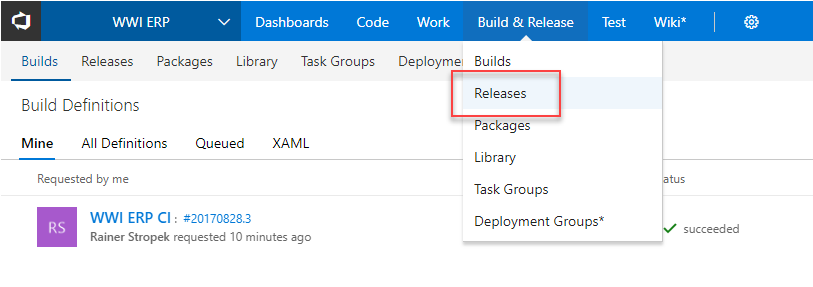 WWI ERP Dashboards Code Work Build & Release Test Wiki*
Builds Releases Packages Library Task Groups Deploymen
Builds
Releases
Packages
Library
Task Groups
Deployment Groups*
Build Definitions
Mine All Definitions Queued XAML
Requested by me atus
RS WWI ERP CI : #20170828.3
Rainer Stropek requested 10 minutes ago
succeeded